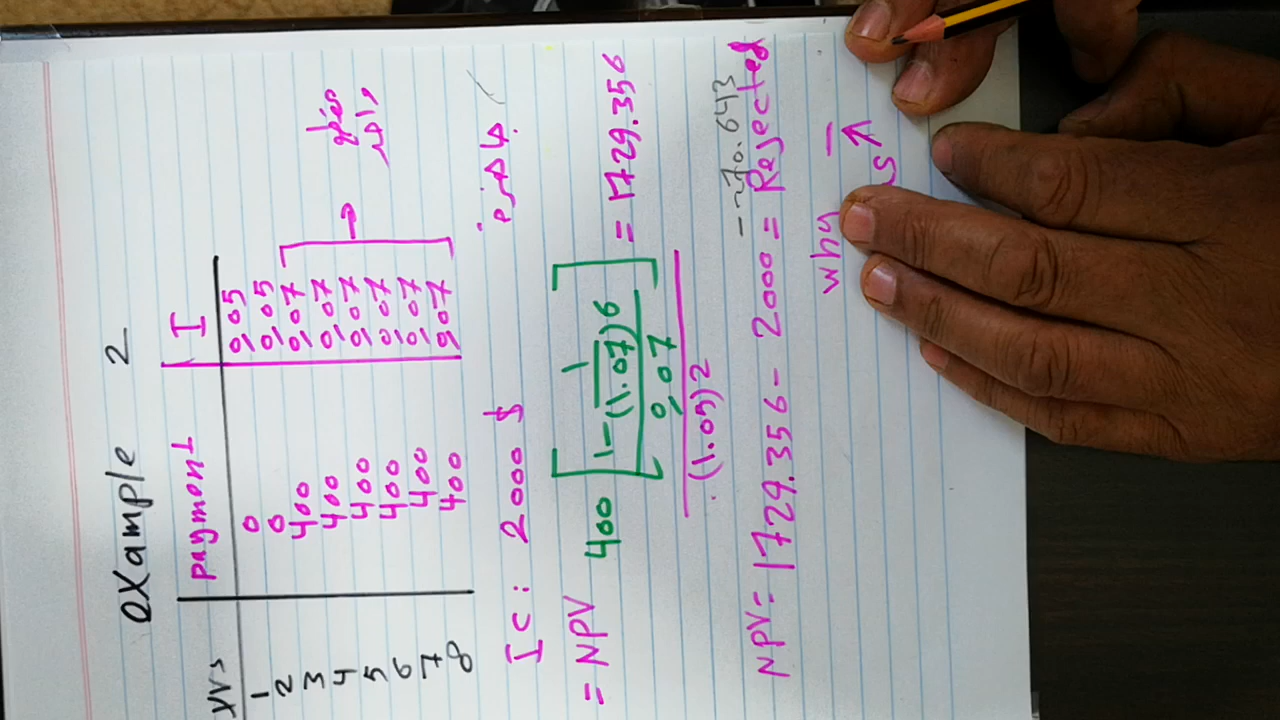 example 2
yrs payment I
1 0 0,05
2 0 0,05
3 400 0,07
4 400 0,07
5 400 0,07
6 400 0,07
7 400 0,07
8 400 0,07
→
Ic: 2000 $
= NPV 400 [ 1 - 1 / (1.07)6 / 0,07 ] = 1729.356
(1.05)2
- 270.643
NPV = 1729.356 - 2000 = Rejected
why -